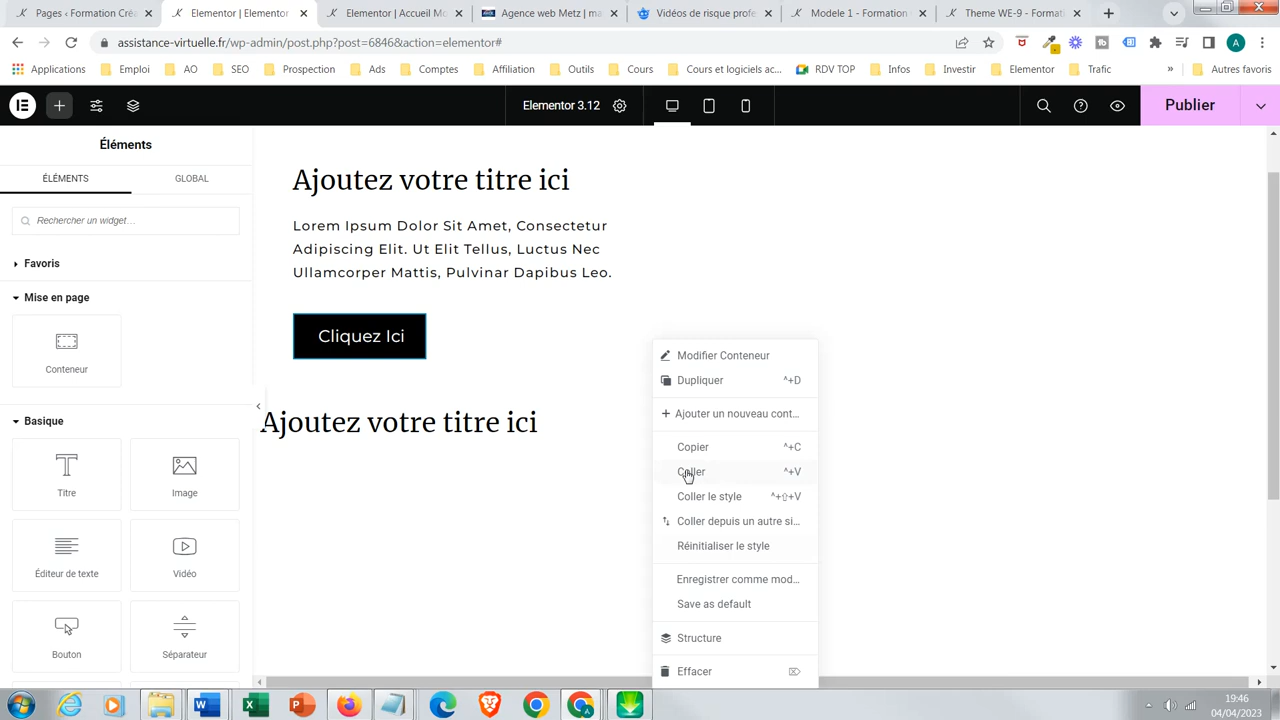 Pages ‹ Formation Créa
Elementor | Elementor
Elementor | Accueil Mo
Agence web Metz | ma
Vidéos de risque profe
Modele 1 - Formation
Theme WE-9 - Format
assistance-virtuelle.fr/wp-admin/post.php?post=6846&action=elementor#
A
Applications
Emploi
AO
SEO
Prospection
Ads
Comptes
Affiliation
Outils
Cours
Cours et logiciels ac...
RDV TOP
Infos
Investir
Elementor
Trafic
»
Autres favoris
Elementor 3.12
Publier
Éléments
ÉLÉMENTS
GLOBAL
Rechercher un widget…
Favoris
Mise en page
Conteneur
Basique
Titre
Image
Éditeur de texte
Vidéo
Bouton
Séparateur
Ajoutez votre titre ici
Lorem Ipsum Dolor Sit Amet, Consectetur
Adipiscing Elit. Ut Elit Tellus, Luctus Nec
Ullamcorper Mattis, Pulvinar Dapibus Leo.
Cliquez Ici
Ajoutez votre titre ici
Modifier Conteneur
Dupliquer ^+D
Ajouter un nouveau cont...
Copier ^+C
Coller ^+V
Coller le style ^+⇧+V
Coller depuis un autre si...
Réinitialiser le style
Enregistrer comme mod...
Save as default
Structure
Effacer
19:46
04/04/2023